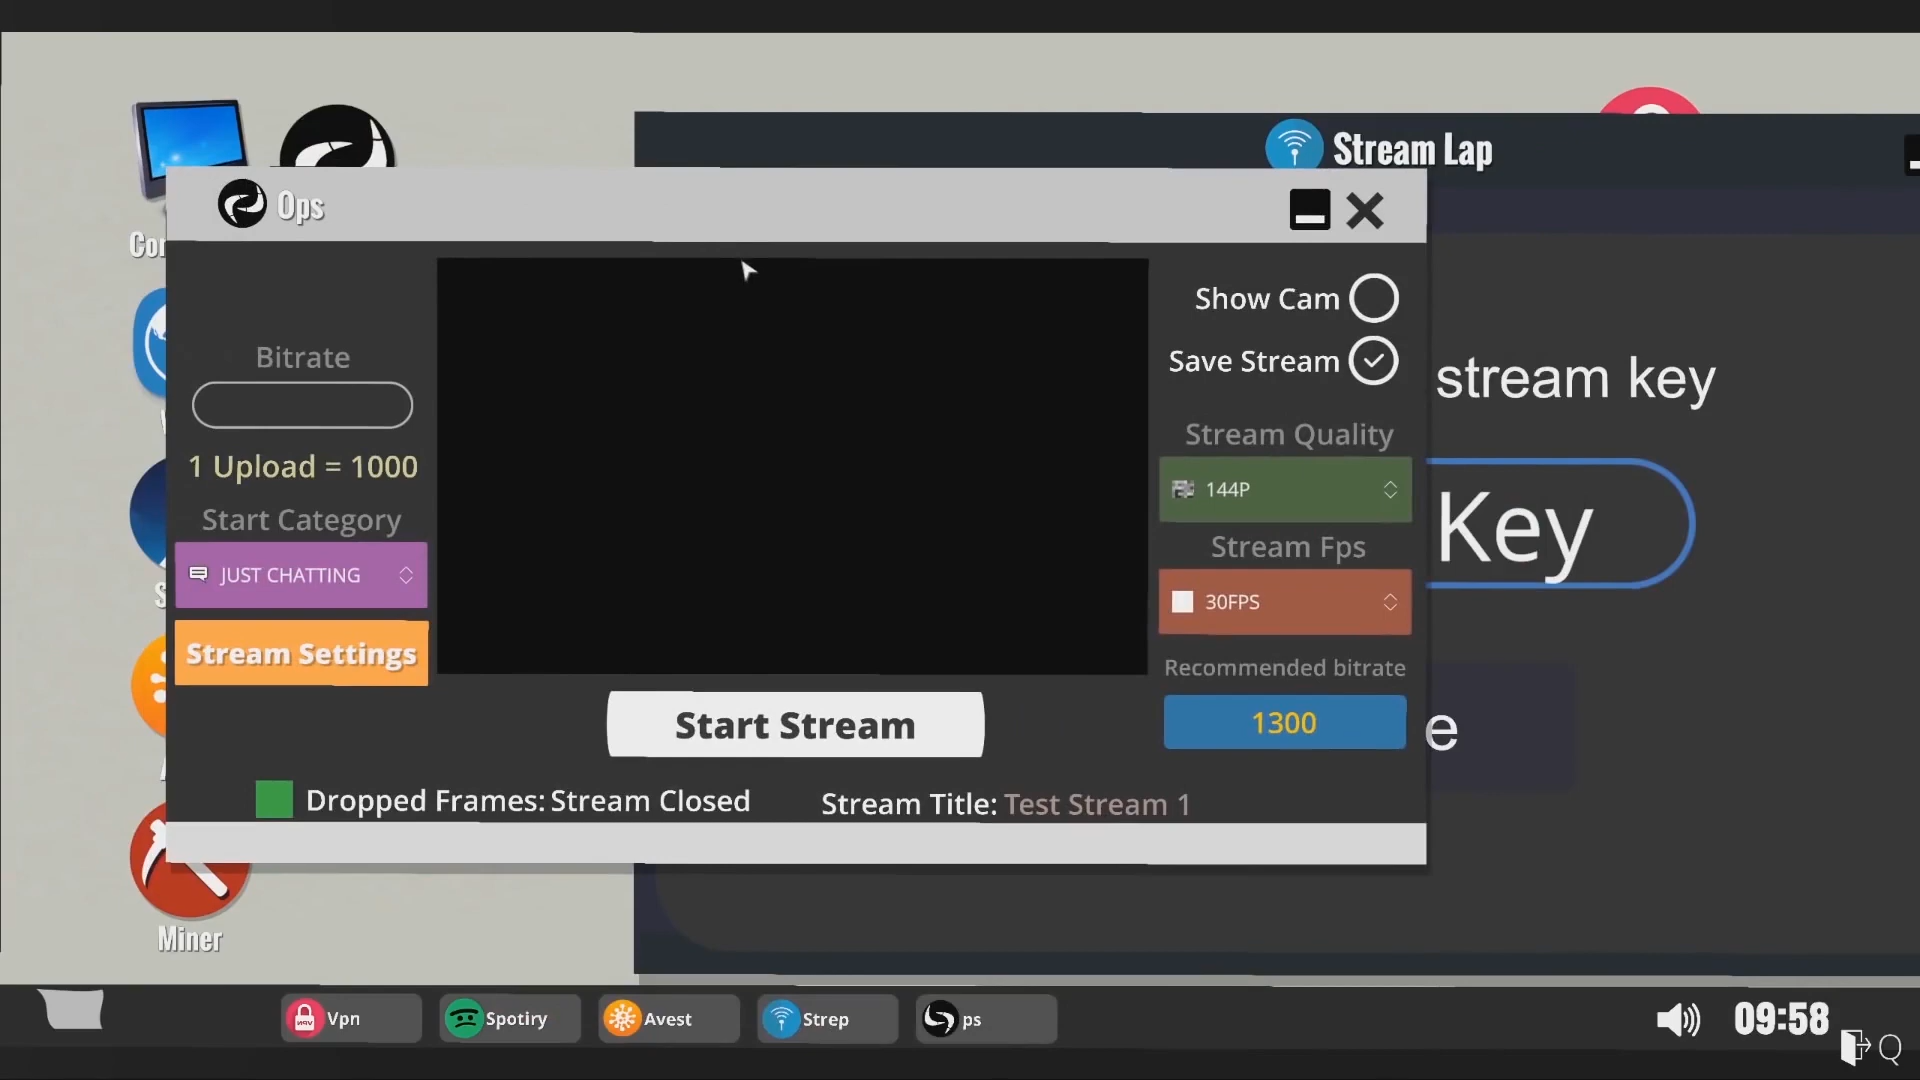 Stream Lap
Ops
Show Cam
Save Stream
Bitrate
1 Upload = 1000
Start Category
JUST CHATTING
Stream Settings
Stream Quality
144P
Stream Fps
30FPS
Recommended bitrate
1300
Start Stream
Dropped Frames: Stream Closed
Stream Title: Test Stream 1
stream key
Key
e
Miner
Vpn
Spotiry
Avest
Strep
ps
09:58
Q